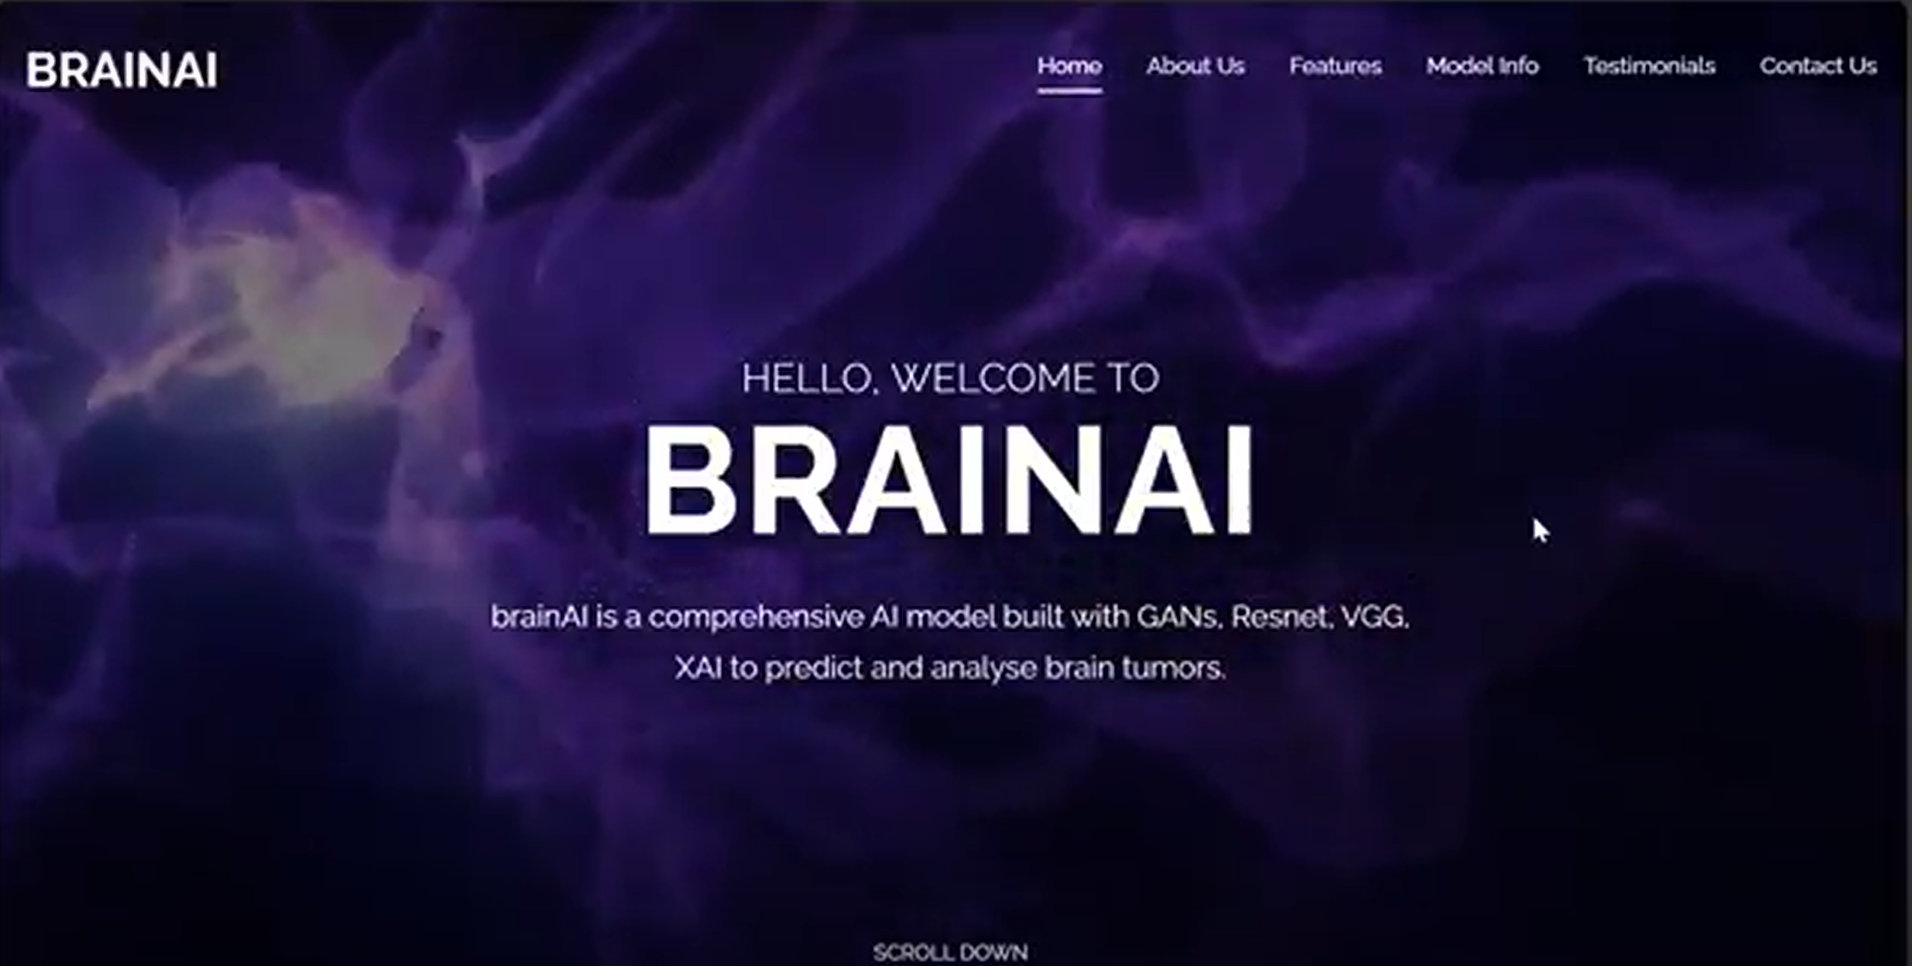 BRAINAI
Home About Us Features Model Info Testimonials Contact Us
HELLO, WELCOME TO
BRAINAI
brainAI is a comprehensive AI model built with GANs, Resnet, VGG,
XAI to predict and analyse brain tumors.
SCROLL DOWN